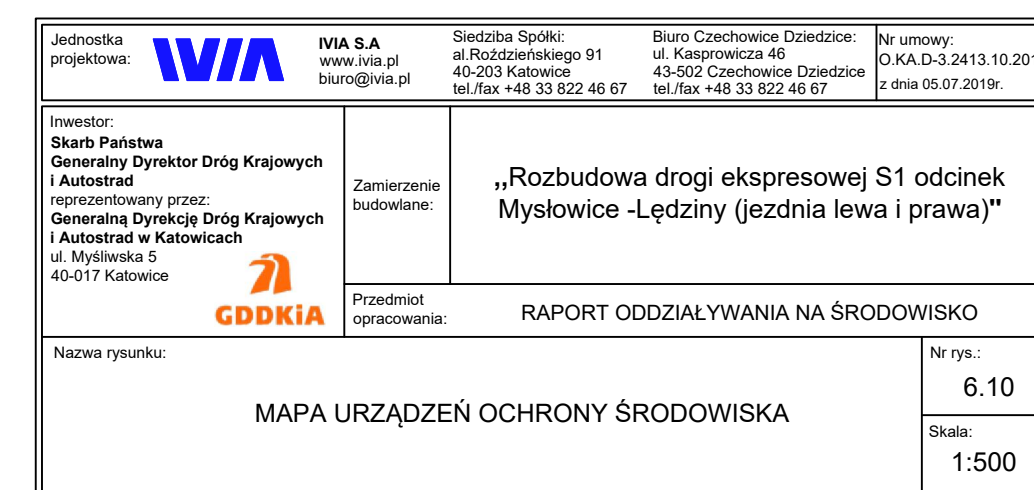 Jednostka
projektowa:
IVIA
IVIA S.A
www.ivia.pl
biuro@ivia.pl
Siedziba Spółki:
al.Roździeńskiego 91
40-203 Katowice
tel./fax +48 33 822 46 67
Biuro Czechowice Dziedzice:
ul. Kasprowicza 46
43-502 Czechowice Dziedzice
tel./fax +48 33 822 46 67
Nr umowy:
O.KA.D-3.2413.10.201
z dnia 05.07.2019r.
Inwestor:
Skarb Państwa
Generalny Dyrektor Dróg Krajowych
i Autostrad
reprezentowany przez:
Generalną Dyrekcję Dróg Krajowych
i Autostrad w Katowicach
ul. Myśliwska 5
40-017 Katowice
GDDKiA
Zamierzenie
budowlane:
,,Rozbudowa drogi ekspresowej S1 odcinek
Mysłowice -Lędziny (jezdnia lewa i prawa)"
Przedmiot
opracowania:
RAPORT ODDZIAŁYWANIA NA ŚRODOWISKO
Nazwa rysunku:
MAPA URZĄDZEŃ OCHRONY ŚRODOWISKA
Nr rys.:
6.10
Skala:
1:500